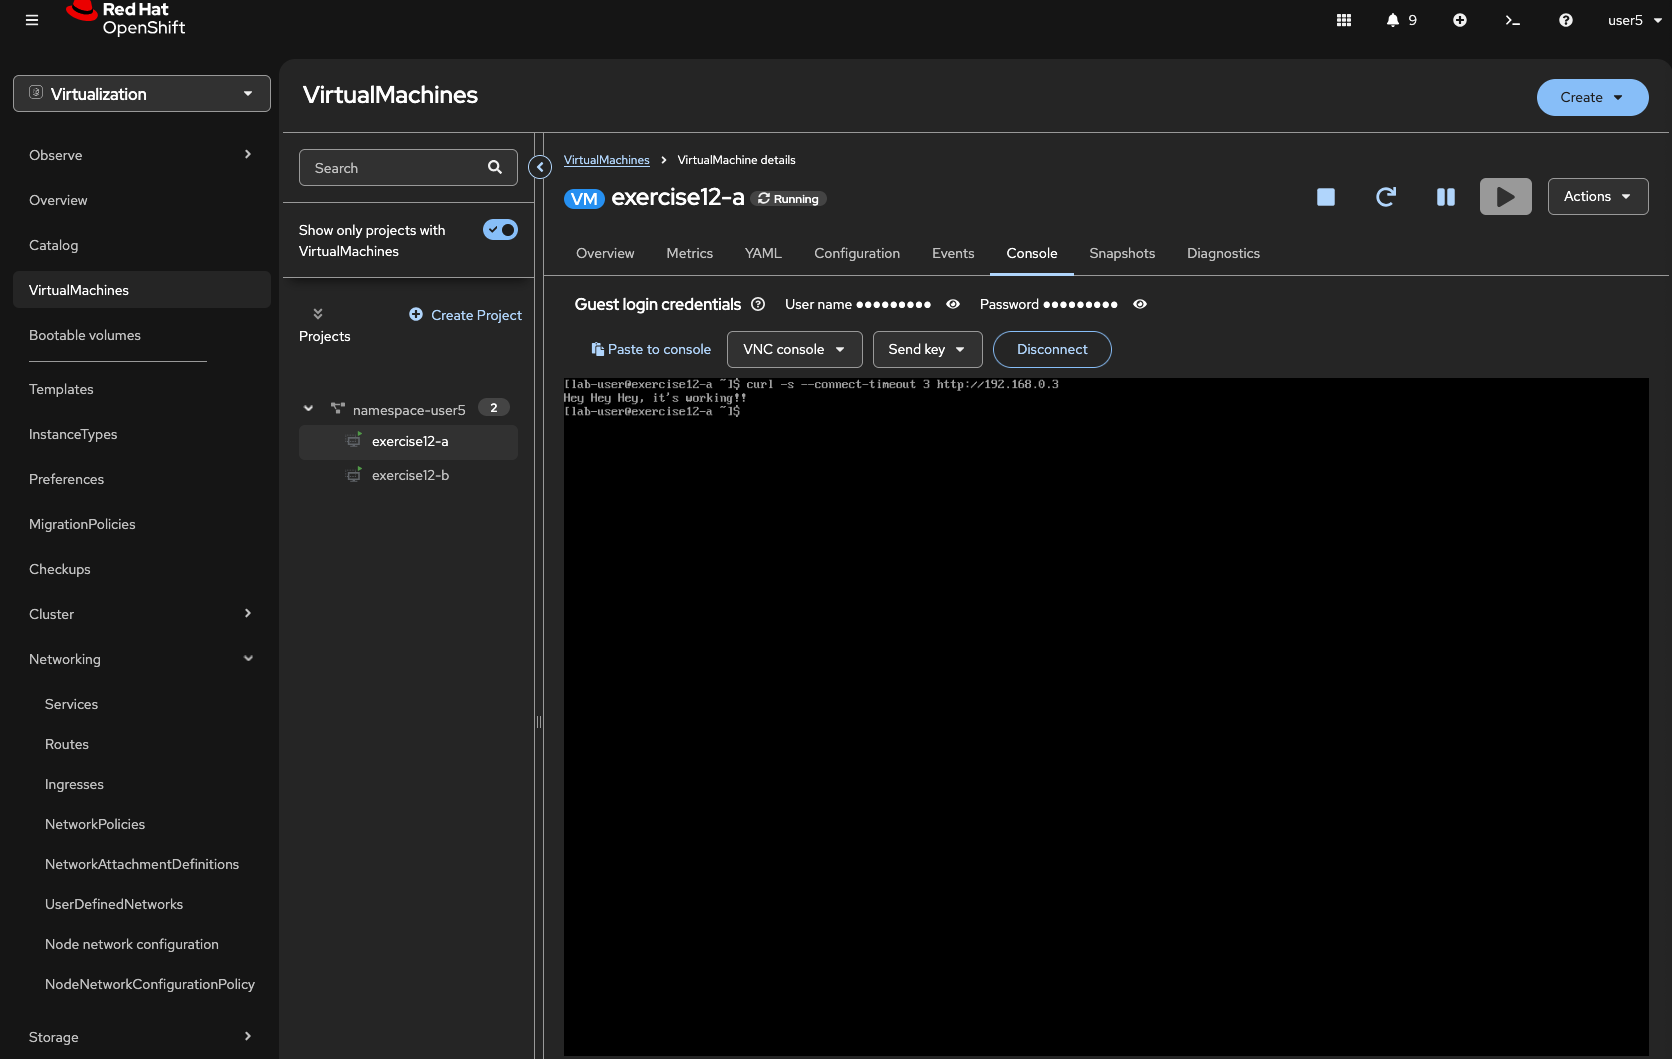 Red Hat
OpenShift
9
user5
Virtualization
Observe
Overview
Catalog
VirtualMachines
Bootable volumes
Templates
InstanceTypes
Preferences
MigrationPolicies
Checkups
Cluster
Networking
Services
Routes
Ingresses
NetworkPolicies
NetworkAttachmentDefinitions
UserDefinedNetworks
Node network configuration
NodeNetworkConfigurationPolicy
Storage
VirtualMachines
Create
Search
Show only projects with
VirtualMachines
Create Project
Projects
namespace-user5 2
exercise12-a
exercise12-b
VirtualMachines VirtualMachine details
VM exercise12-a Running
Actions
Overview Metrics YAML Configuration Events Console Snapshots Diagnostics
Guest login credentials User name ●●●●●●●●● Password ●●●●●●●●●
Paste to console VNC console Send key Disconnect
[lab-user@exercise12-a ~]$ curl -s --connect-timeout 3 http://192.168.0.3
Hey Hey Hey, it's working!!
[lab-user@exercise12-a ~]$